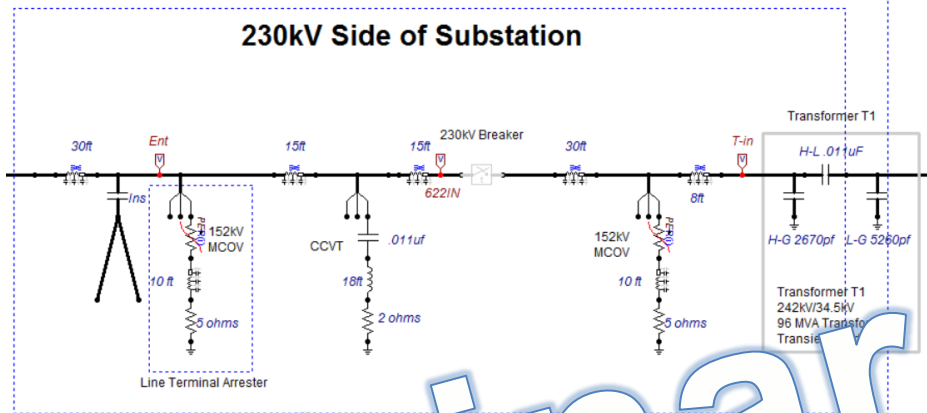 230kV Side of Substation
Transformer T1
30ft
Ent
15ft
15ft
230kV Breaker
30ft
T-in
H-L .011uF
Ins
622IN
8ft
152kV
MCOV
CCVT
.011uf
152kV
MCOV
H-G 2670pf
L-G 5260pf
10 ft
18ft
10 ft
5 ohms
2 ohms
5 ohms
Transformer T1
242kV/34.5kV
96 MVA
Line Terminal Arrester